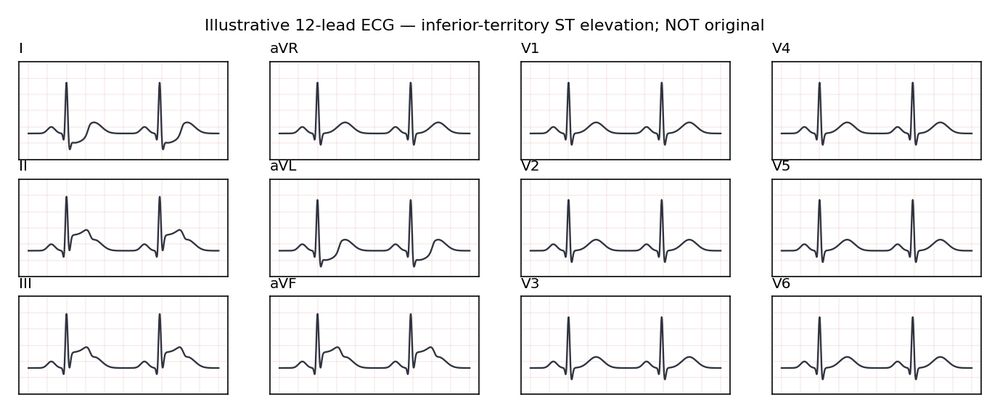 Illustrative 12-lead ECG — inferior-territory ST elevation; NOT original
I
aVR
V1
V4
II
aVL
V2
V5
III
aVF
V3
V6